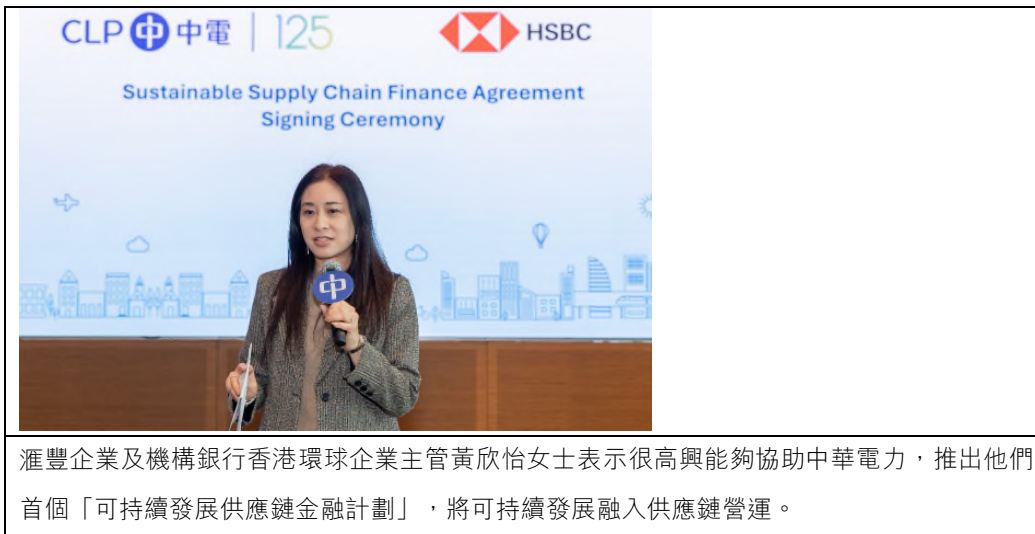 CLP 中 中電 | 125
HSBC
Sustainable Supply Chain Finance Agreement
Signing Ceremony
中
滙豐企業及機構銀行香港環球企業主管黃欣怡女士表示很高興能夠協助中華電力，推出他們
首個「可持續發展供應鏈金融計劃」，將可持續發展融入供應鏈營運。